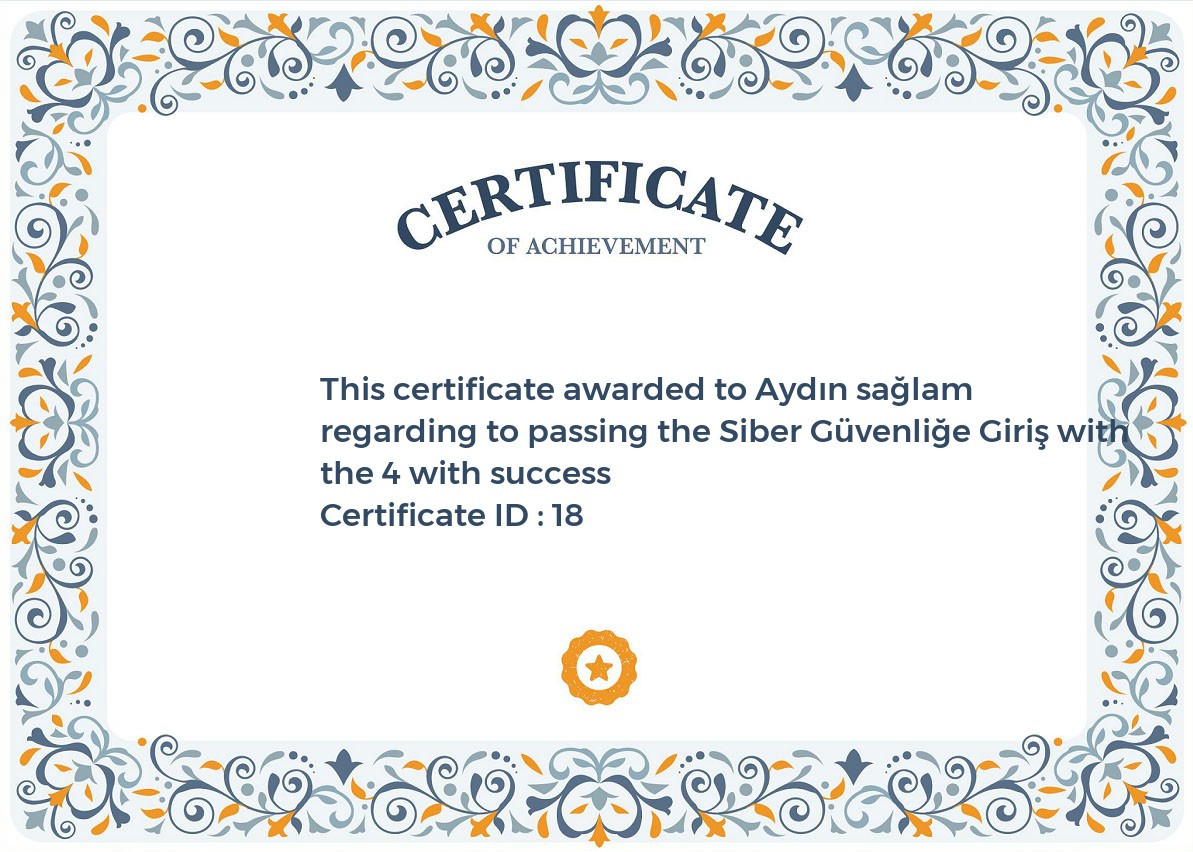 CERTIFICATE
OF ACHIEVEMENT
This certificate awarded to Aydın sağlam
regarding to passing the Siber Güvenliğe Giriş with
the 4 with success
Certificate ID : 18